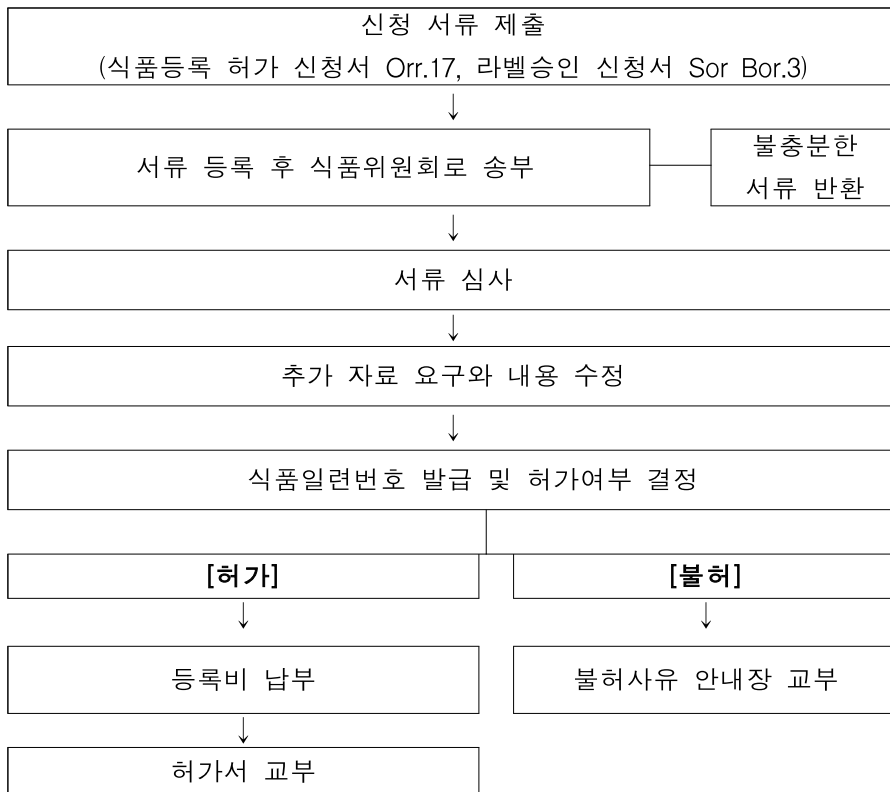 신청 서류 제출
(식품등록 허가 신청서 Orr.17, 라벨승인 신청서 Sor Bor.3)
서류 등록 후 식품위원회로 송부
불충분한
서류 반환
서류 심사
추가 자료 요구와 내용 수정
식품일련번호 발급 및 허가여부 결정
[허가]
[불허]
등록비 납부
불허사유 안내장 교부
허가서 교부